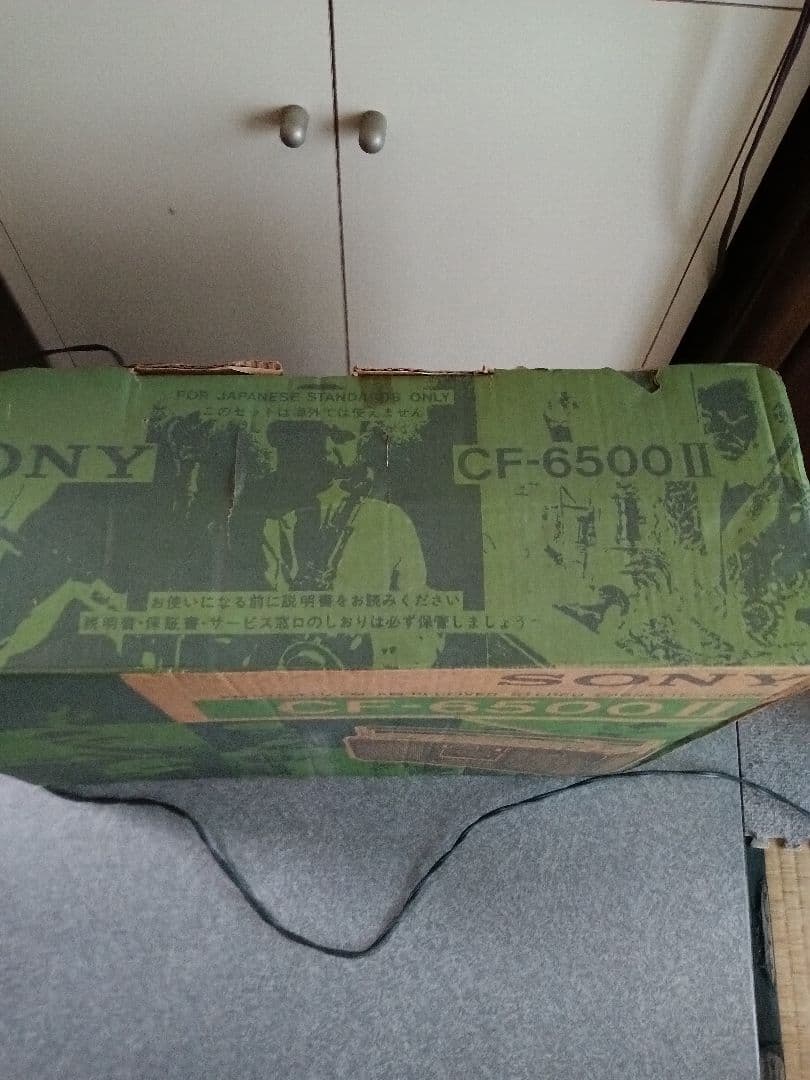 FOR JAPANESE STANDARDS ONLY
このセットは海外では使えません
ONY
CF-6500II
お使いになる前に説明書をお読みください
説明書・保証書・サービス窓口のしおりは必ず保管しましょう
SONY
CF-6500II